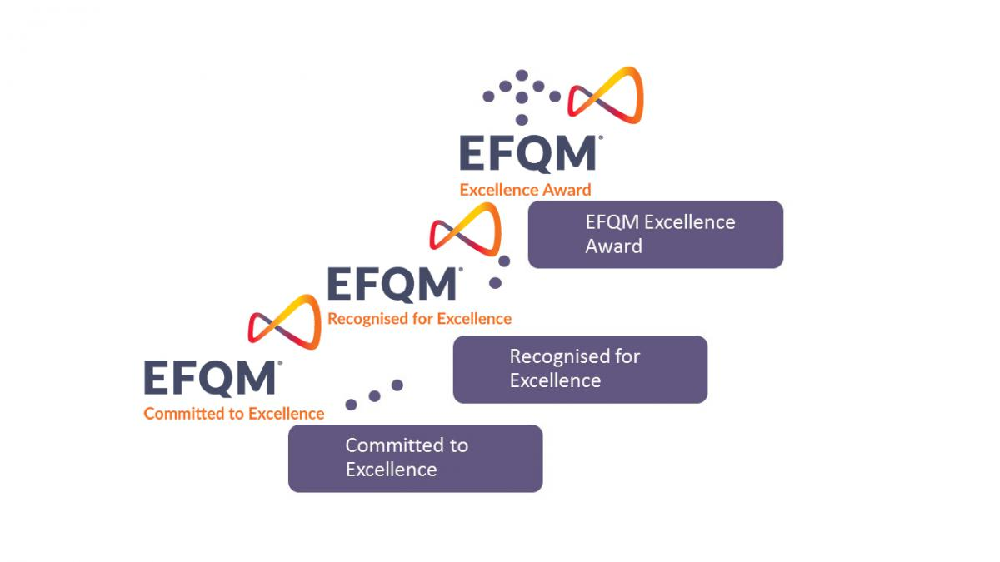 EFQM®
Excellence Award
EFQM Excellence
Award
EFQM®
Recognised for Excellence
Recognised for
Excellence
EFQM®
Committed to Excellence
Committed to
Excellence